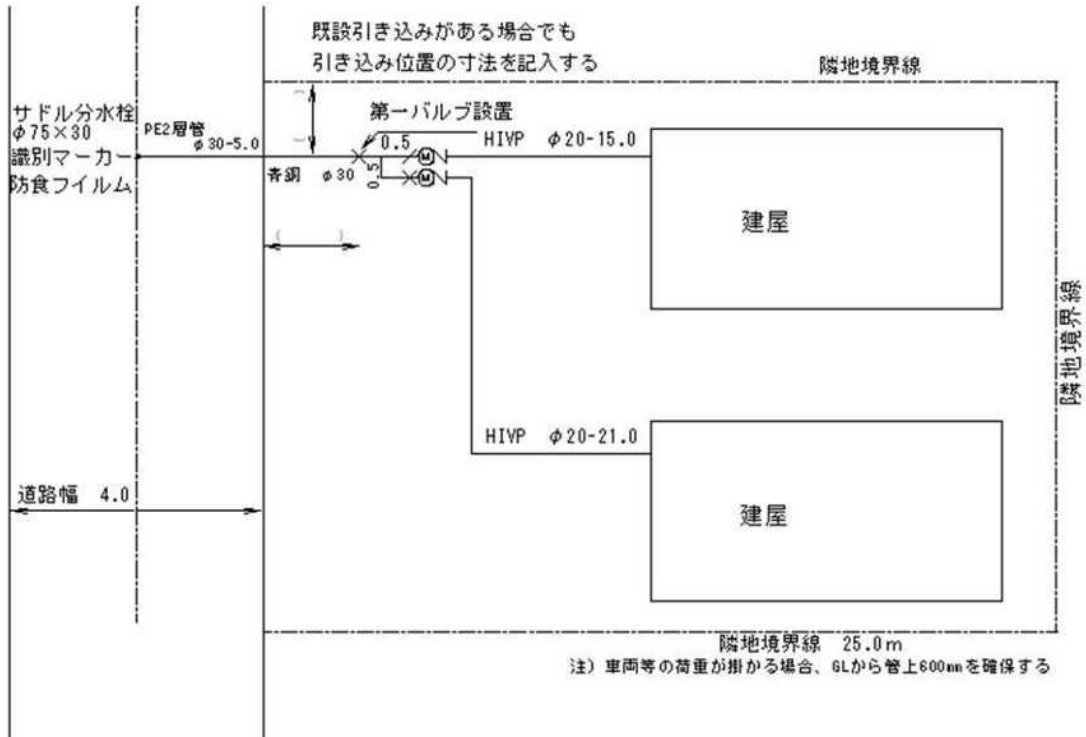 既設引き込みがある場合でも
引き込み位置の寸法を記入する
隣地境界線
サドル分水栓
φ75×30
識別マーカー
防食フイルム
PE2層管
φ30-5.0
第一バルブ設置
0.5
HIVP φ20-15.0
青銅 φ30
0.5
M
M
( )
( )
建屋
隣地境界線
HIVP φ20-21.0
道路幅 4.0
建屋
隣地境界線 25.0m
注）車両等の荷重が掛かる場合、GLから管上600mmを確保する